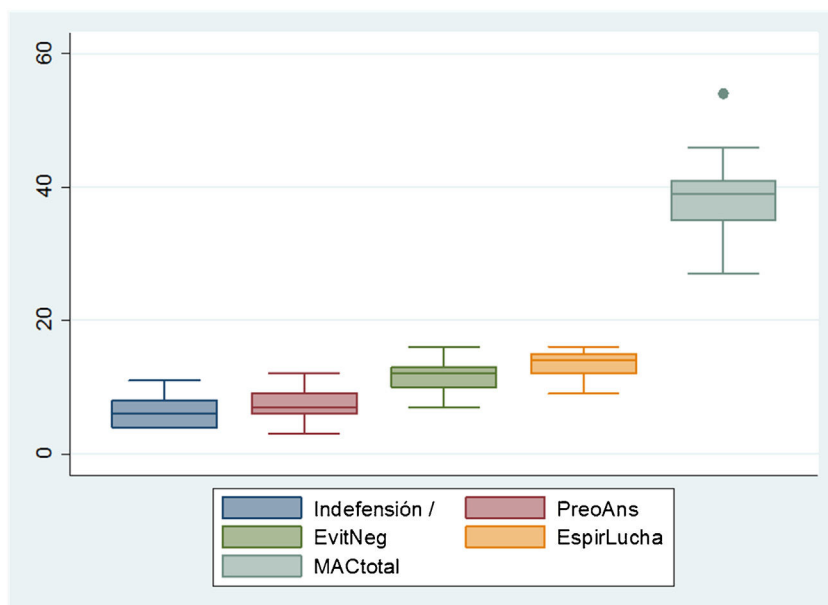 60
40
20
0
Indefensión /
PreoAns
EvitNeg
EspirLucha
MACtotal